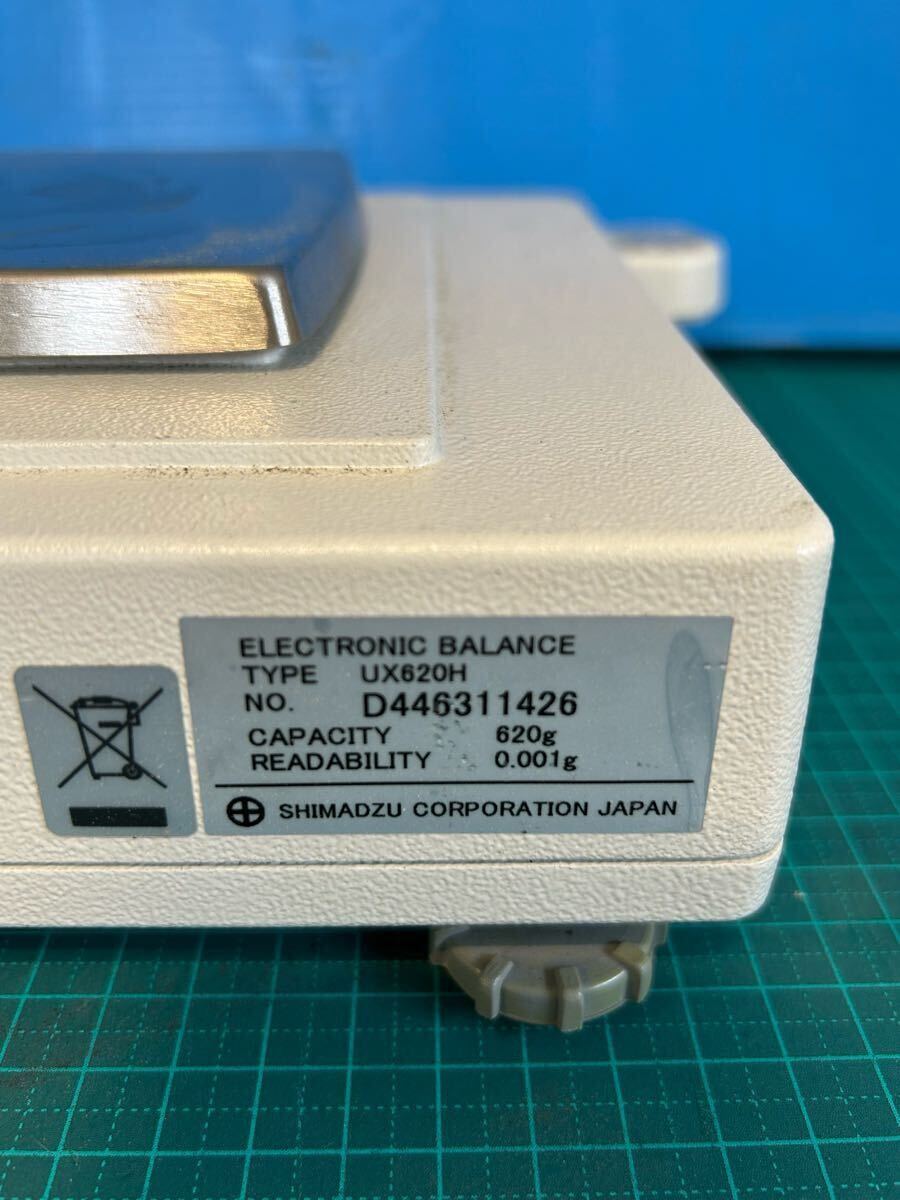 ELECTRONIC BALANCE
TYPE UX620H
NO. D446311426
CAPACITY 620g
READABILITY 0.001g
SHIMADZU CORPORATION JAPAN